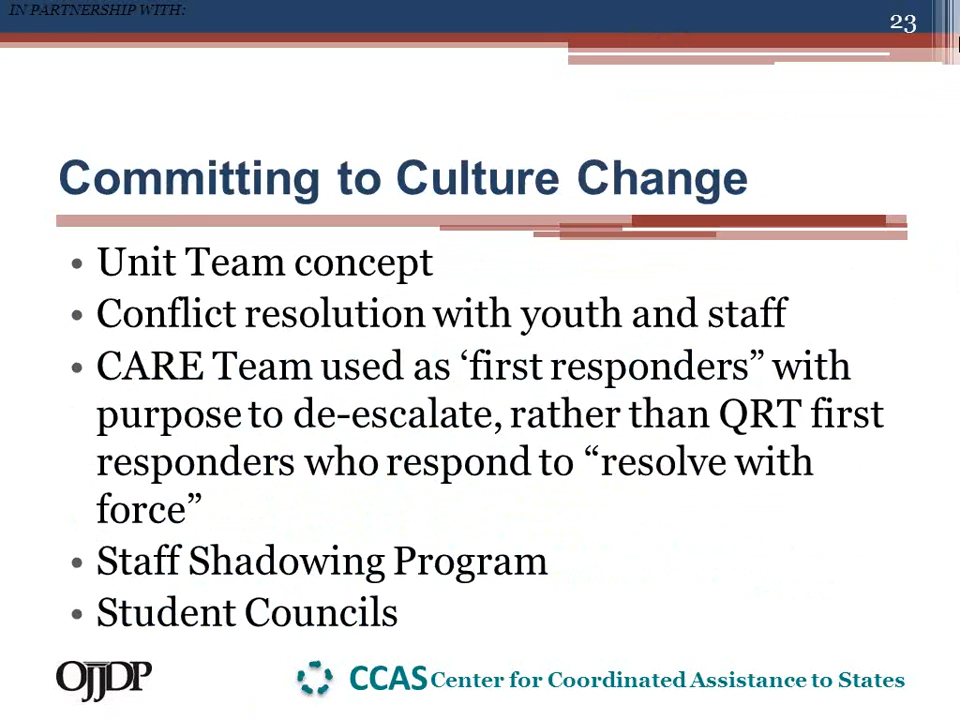 IN PARTNERSHIP WITH:
23
Committing to Culture Change
• Unit Team concept
• Conflict resolution with youth and staff
• CARE Team used as ‘first responders” with
purpose to de-escalate, rather than QRT first
responders who respond to “resolve with
force”
• Staff Shadowing Program
• Student Councils
OJJDP
CCAS Center for Coordinated Assistance to States